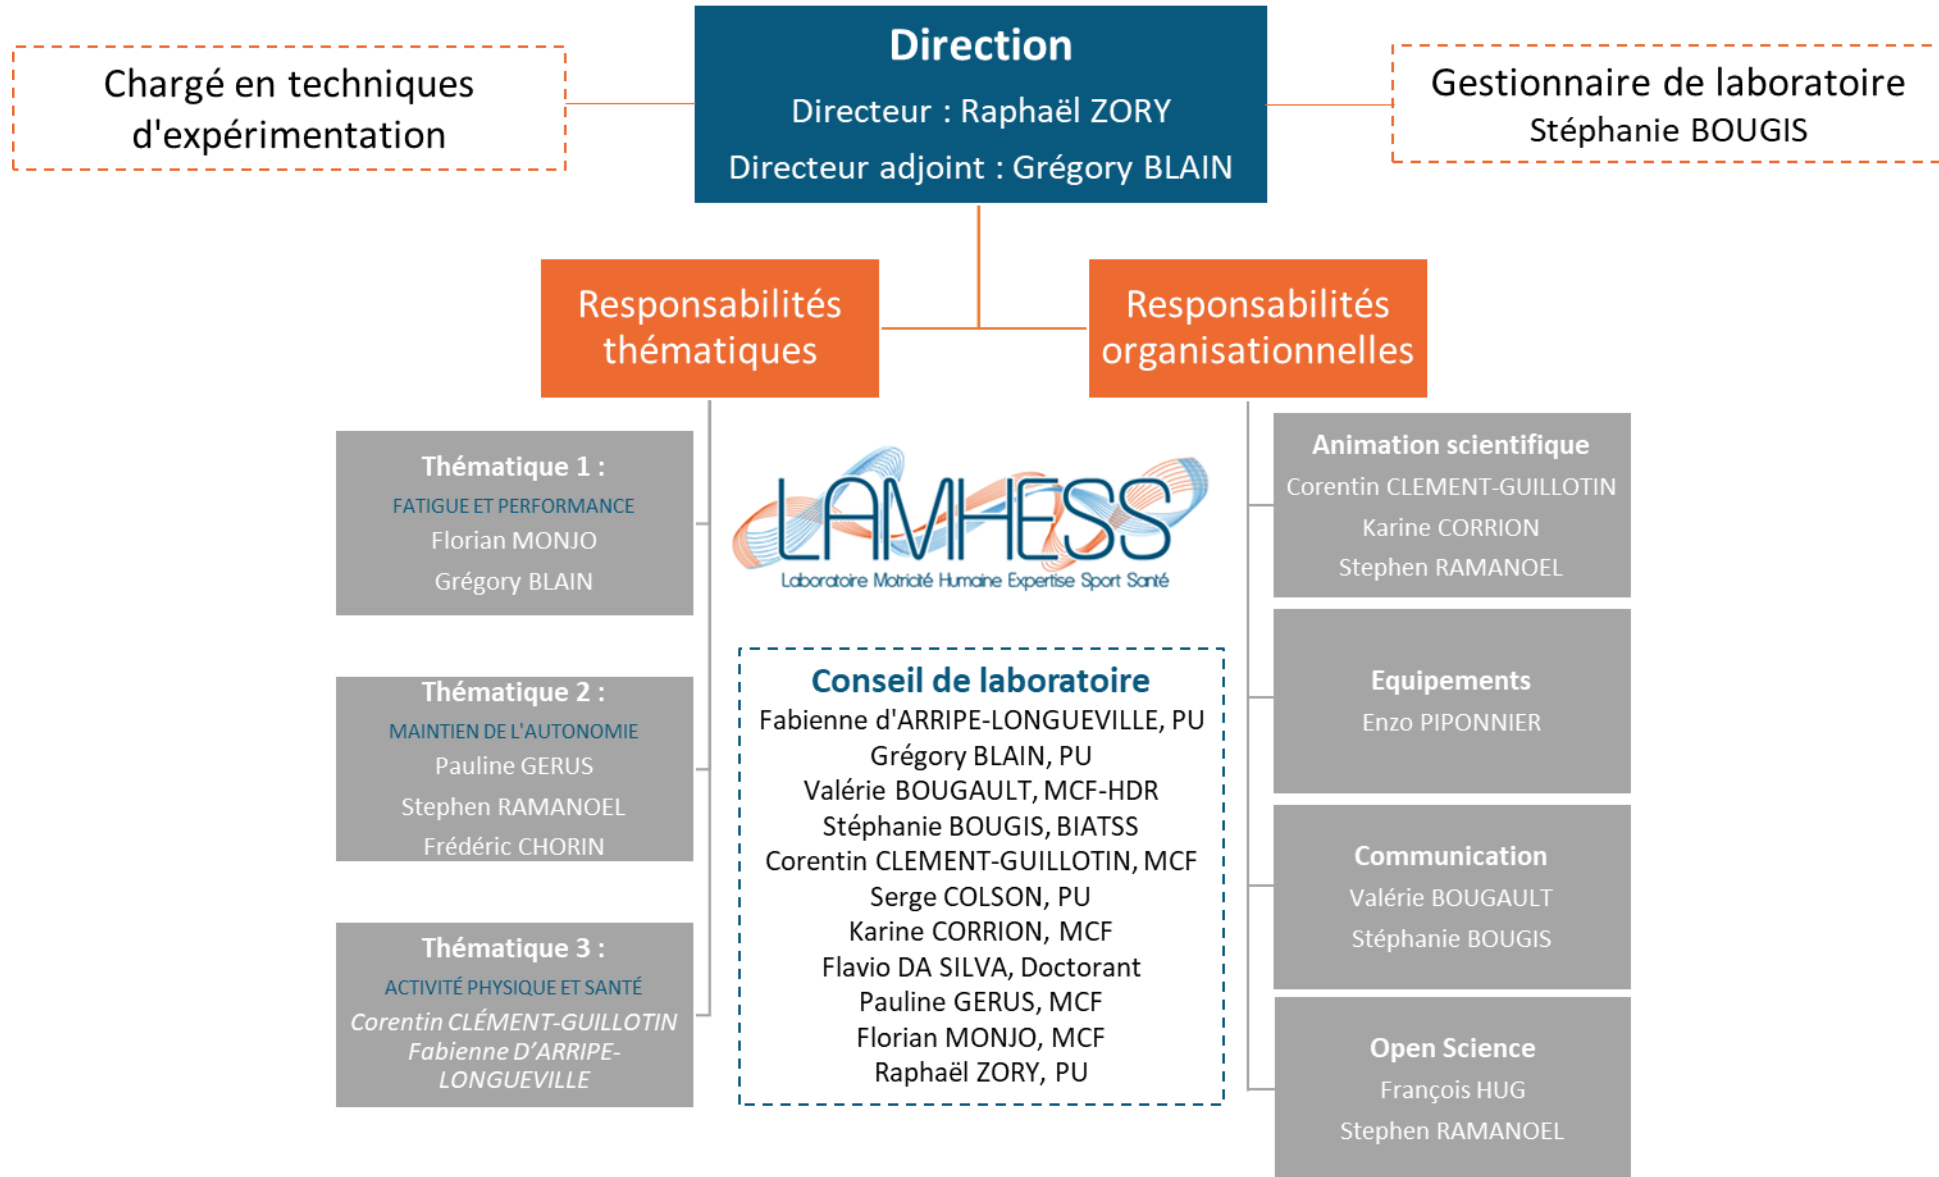 Direction
Directeur : Raphaël ZORY
Directeur adjoint : Grégory BLAIN
Chargé en techniques
d'expérimentation
Gestionnaire de laboratoire
Stéphanie BOUGIS
Responsabilités
thématiques
Responsabilités
organisationnelles
Thématique 1 :
FATIGUE ET PERFORMANCE
Florian MONJO
Grégory BLAIN
Thématique 2 :
MAINTIEN DE L'AUTONOMIE
Pauline GERUS
Stephen RAMANOEL
Frédéric CHORIN
Thématique 3 :
ACTIVITÉ PHYSIQUE ET SANTÉ
Corentin CLÉMENT-GUILLOTIN
Fabienne D’ARRIPE-
LONGUEVILLE
LAMHESS
Laboratoire Motricité Humaine Expertise Sport Santé
Conseil de laboratoire
Fabienne d'ARRIPE-LONGUEVILLE, PU
Grégory BLAIN, PU
Valérie BOUGAULT, MCF-HDR
Stéphanie BOUGIS, BIATSS
Corentin CLEMENT-GUILLOTIN, MCF
Serge COLSON, PU
Karine CORRION, MCF
Flavio DA SILVA, Doctorant
Pauline GERUS, MCF
Florian MONJO, MCF
Raphaël ZORY, PU
Animation scientifique
Corentin CLEMENT-GUILLOTIN
Karine CORRION
Stephen RAMANOEL
Equipements
Enzo PIPONNIER
Communication
Valérie BOUGAULT
Stéphanie BOUGIS
Open Science
François HUG
Stephen RAMANOEL